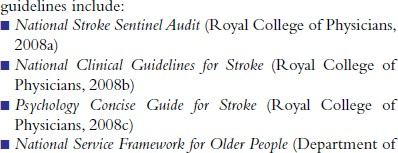 guidelines include:
■ National Stroke Sentinel Audit (Royal College of Physicians,
2008a)
■ National Clinical Guidelines for Stroke (Royal College of
Physicians, 2008b)
■ Psychology Concise Guide for Stroke (Royal College of
Physicians, 2008c)
■ National Service Framework for Older People (Department of